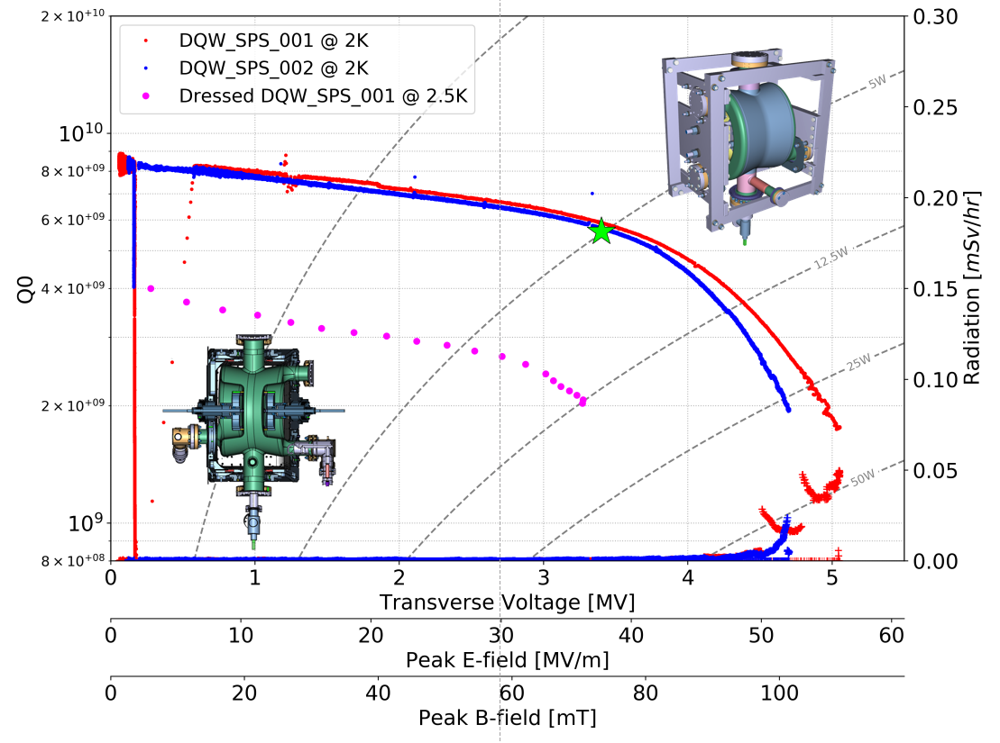 2 × 10⁺¹⁰
10¹⁰
8 × 10⁺⁰⁹
6 × 10⁺⁰⁹
4 × 10⁺⁰⁹
2 × 10⁺⁰⁹
10⁹
8 × 10⁺⁰⁸
Q0
DQW_SPS_001 @ 2K
DQW_SPS_002 @ 2K
Dressed DQW_SPS_001 @ 2.5K
5W
12.5W
25W
50W
0.30
0.25
0.20
0.15
0.10
0.05
0.00
Radiation [mSv/hr]
0 1 2 3 4 5
Transverse Voltage [MV]
0 10 20 30 40 50 60
Peak E-field [MV/m]
0 20 40 60 80 100
Peak B-field [mT]